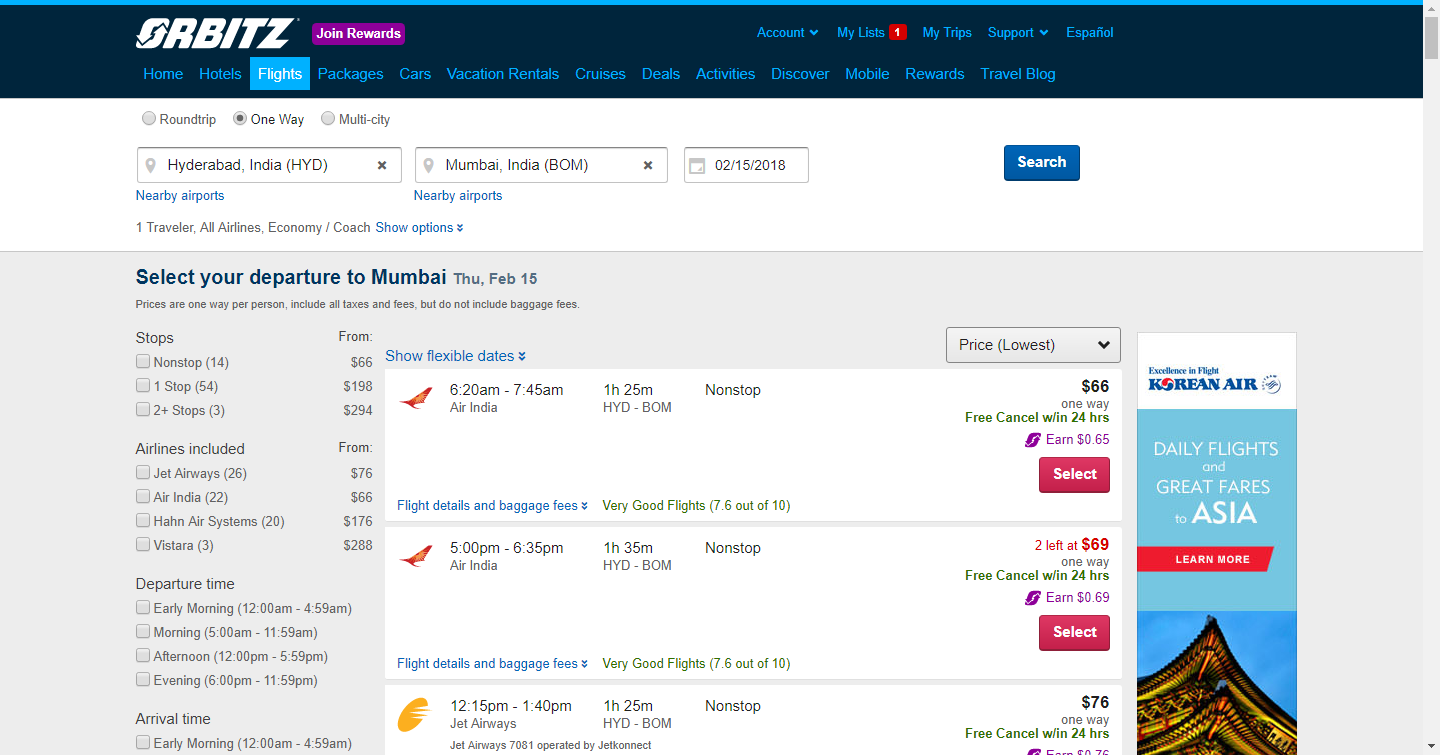 ORBITZ Join Rewards
Account My Lists 1 My Trips Support Español
Home Hotels Flights Packages Cars Vacation Rentals Cruises Deals Activities Discover Mobile Rewards Travel Blog
Roundtrip One Way Multi-city
Hyderabad, India (HYD) Mumbai, India (BOM) 02/15/2018 Search
Nearby airports Nearby airports
1 Traveler, All Airlines, Economy / Coach Show options
Select your departure to Mumbai Thu, Feb 15
Prices are one way per person, include all taxes and fees, but do not include baggage fees.
Stops From:
Nonstop (14) $66
1 Stop (54) $198
2+ Stops (3) $294
Airlines included From:
Jet Airways (26) $76
Air India (22) $66
Hahn Air Systems (20) $176
Vistara (3) $288
Departure time
Early Morning (12:00am - 4:59am)
Morning (5:00am - 11:59am)
Afternoon (12:00pm - 5:59pm)
Evening (6:00pm - 11:59pm)
Arrival time
Early Morning (12:00am - 4:59am)
Show flexible dates Price (Lowest)
6:20am - 7:45am 1h 25m Nonstop $66
Air India HYD - BOM one way
Free Cancel w/in 24 hrs
Earn $0.65
Select
Flight details and baggage fees Very Good Flights (7.6 out of 10)
5:00pm - 6:35pm 1h 35m Nonstop 2 left at $69
Air India HYD - BOM one way
Free Cancel w/in 24 hrs
Earn $0.69
Select
Flight details and baggage fees Very Good Flights (7.6 out of 10)
12:15pm - 1:40pm 1h 25m Nonstop $76
Jet Airways HYD - BOM one way
Free Cancel w/in 24 hrs
Jet Airways 7081 operated by Jetkonnect
Earn $0.76
Excellence in Flight
KOREAN AIR
DAILY FLIGHTS
and
GREAT FARES
to ASIA
LEARN MORE